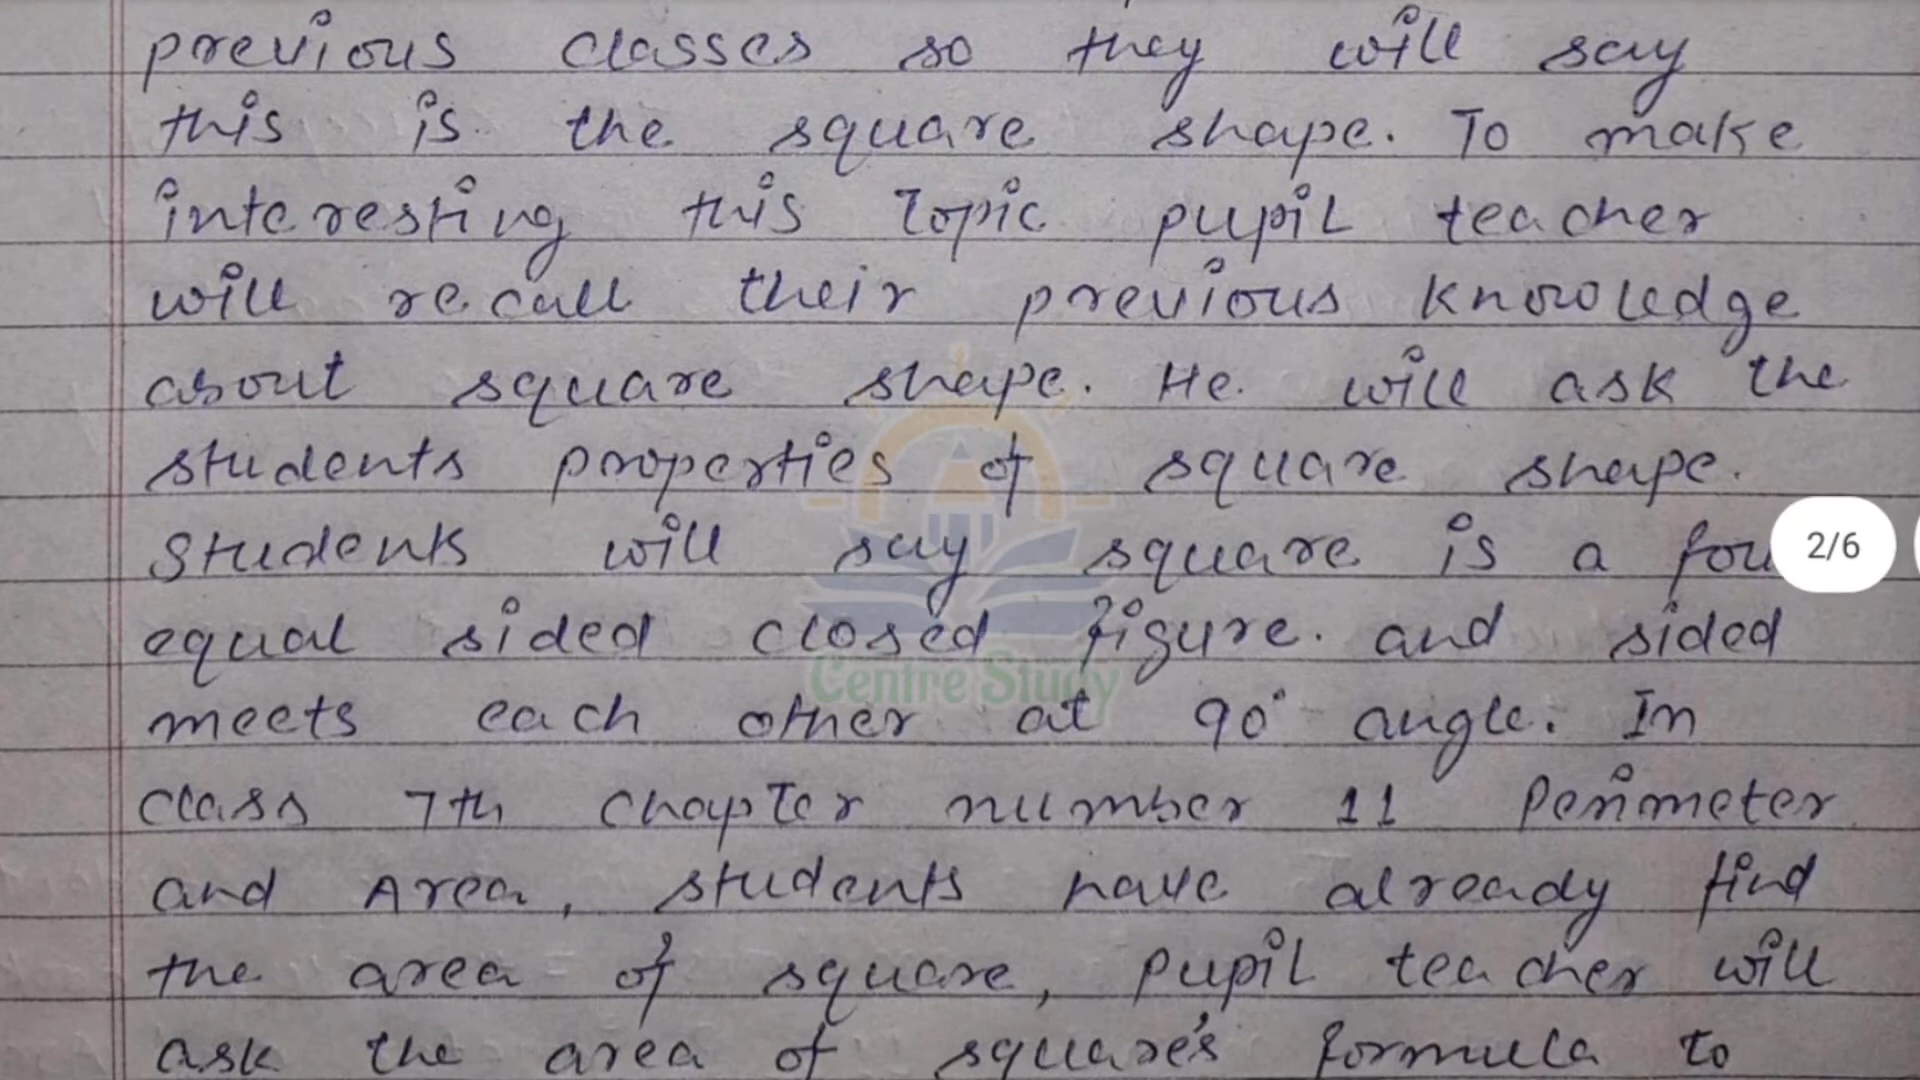 previous classes so they will say
this is the square shape. To make
interesting this topic pupil teacher
will recall their previous knowledge
about square shape. He will ask the
students properties of square shape.
Students will say square is a fou
2/6
equal sided closed figure. and sided
Centre Study
meets each other at 90° angle. In
class 7th chapter number 11 Perimeter
and Area, students have already find
the area of square, pupil teacher will
ask the area of square's formula to